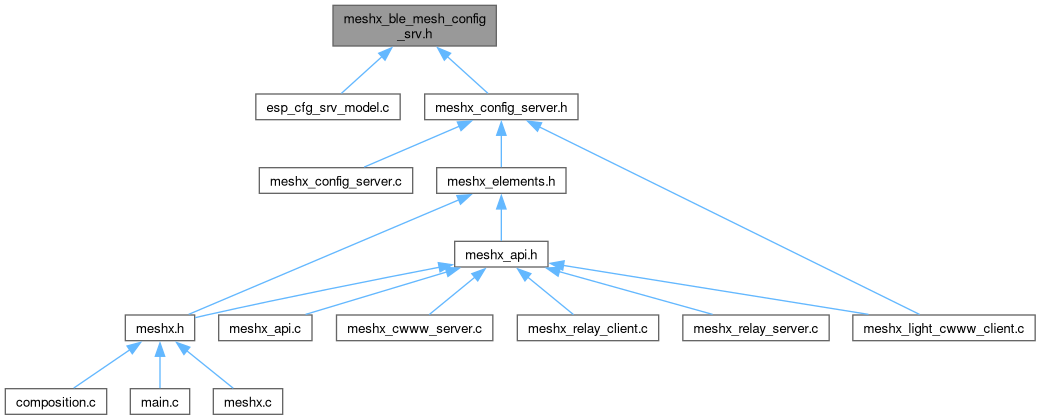 meshx_ble_mesh_config
_srv.h
esp_cfg_srv_model.c
meshx_config_server.h
meshx_config_server.c
meshx_elements.h
meshx_api.h
meshx.h
meshx_api.c
meshx_cwww_server.c
meshx_relay_client.c
meshx_relay_server.c
meshx_light_cwww_client.c
composition.c
main.c
meshx.c